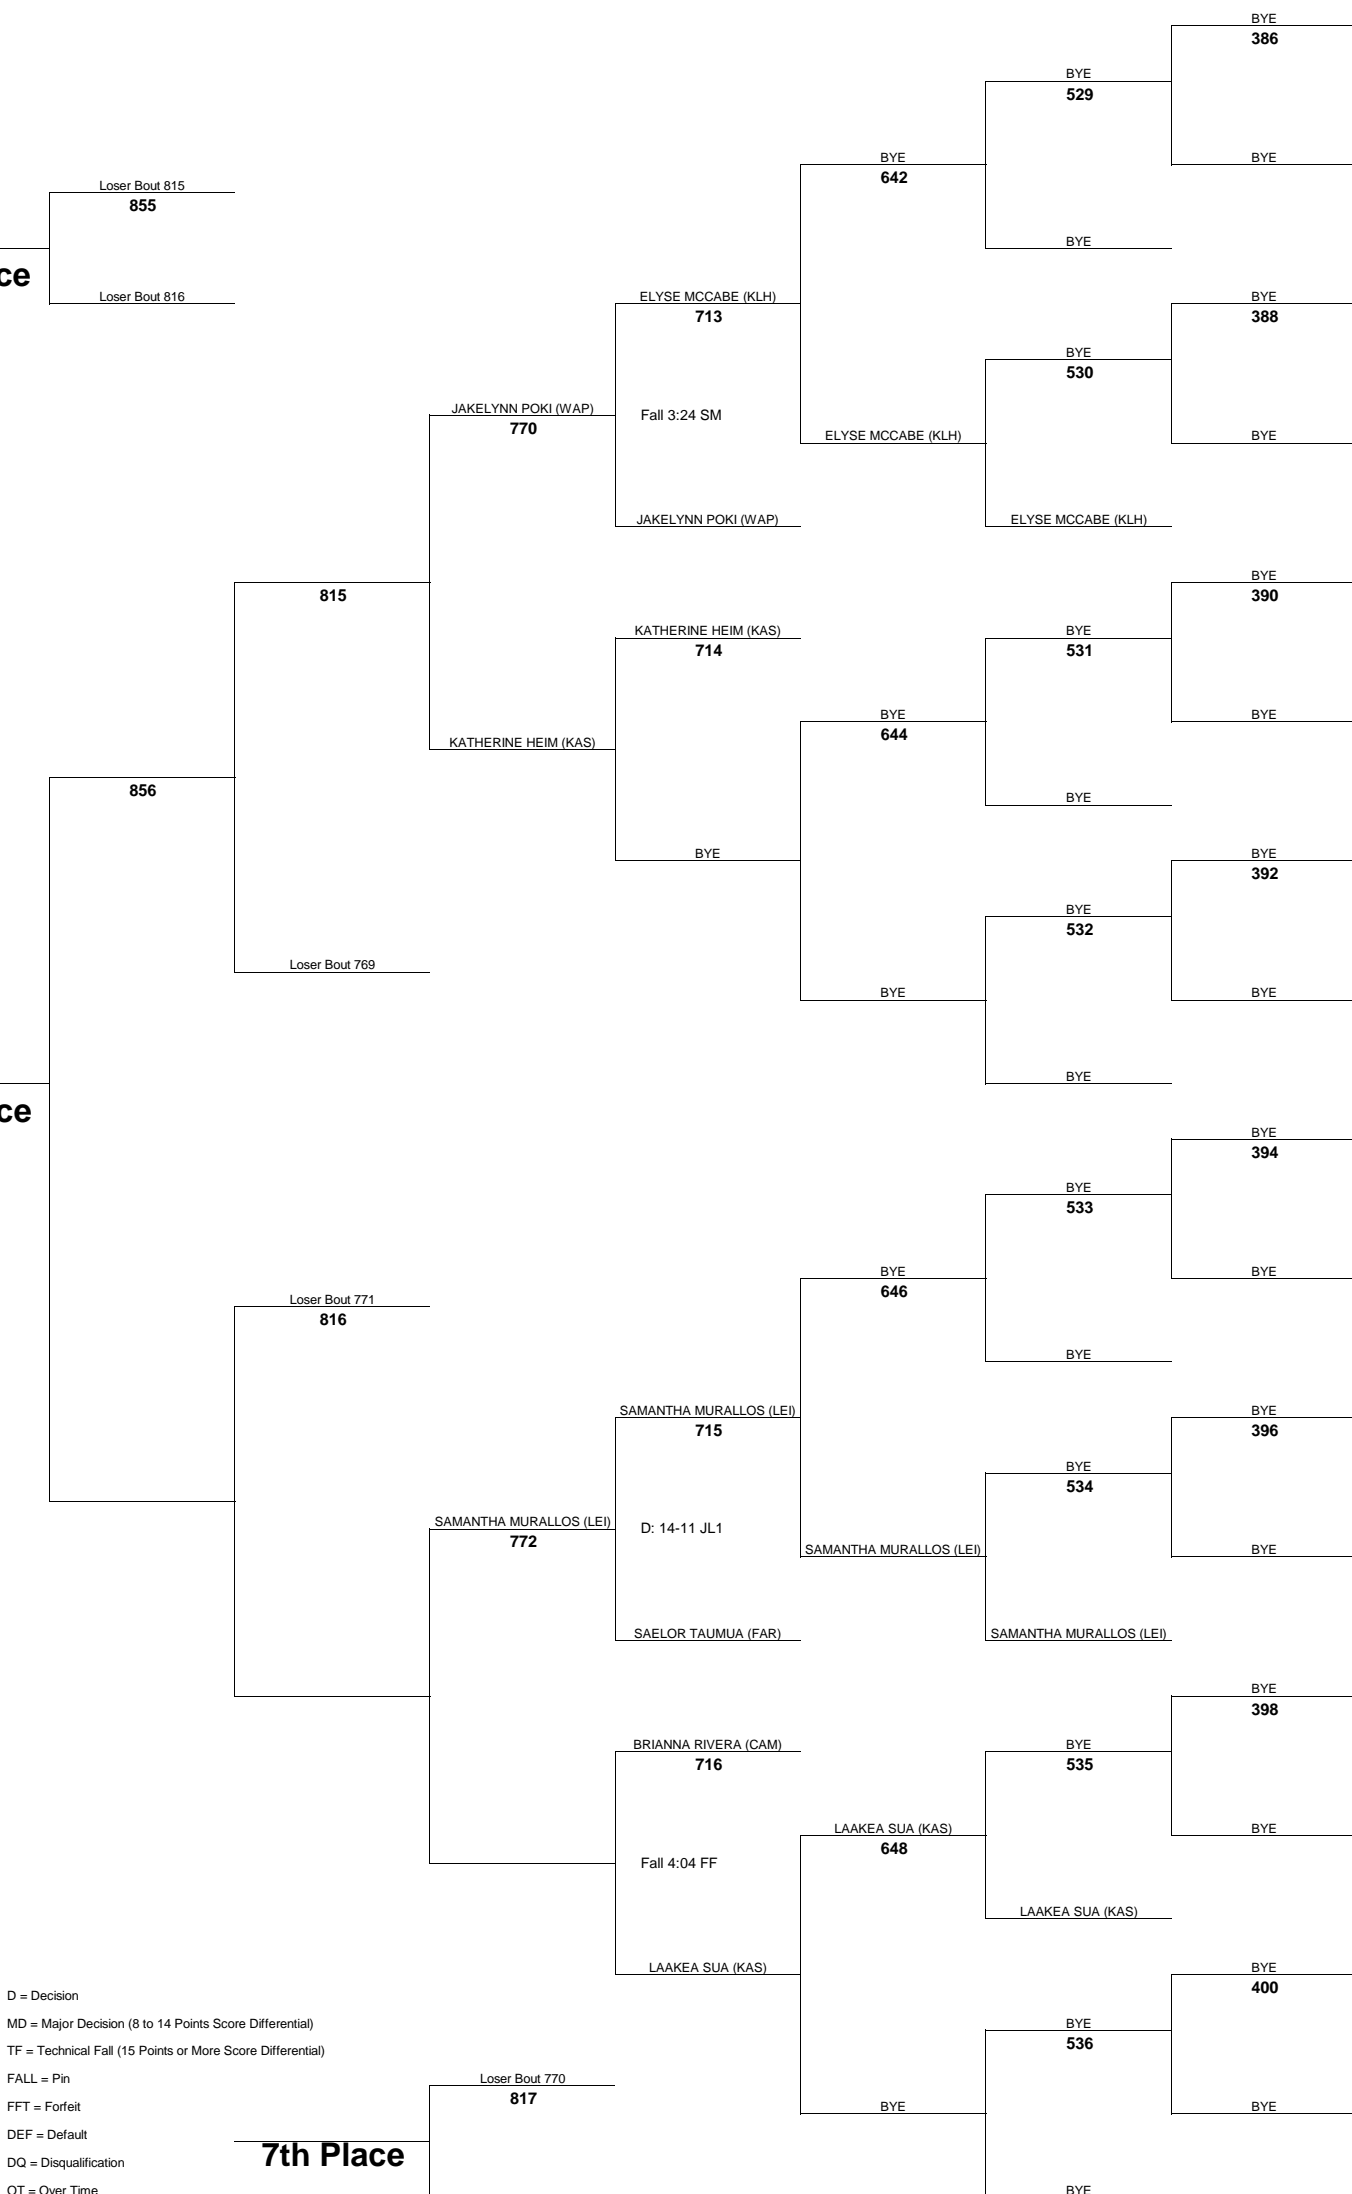 BYE
386
BYE
529
BYE
642
BYE
Loser Bout 815
855
BYE
ce
Loser Bout 816
ELYSE MCCABE (KLH)
713
BYE
388
BYE
530
JAKELYNN POKI (WAP)
770
Fall 3:24 SM
ELYSE MCCABE (KLH)
BYE
JAKELYNN POKI (WAP)
ELYSE MCCABE (KLH)
815
BYE
390
KATHERINE HEIM (KAS)
714
BYE
531
BYE
644
BYE
KATHERINE HEIM (KAS)
856
BYE
BYE
BYE
392
BYE
532
Loser Bout 769
BYE
BYE
BYE
ce
BYE
394
BYE
533
BYE
646
BYE
Loser Bout 771
816
BYE
SAMANTHA MURALLOS (LEI)
715
BYE
396
BYE
534
SAMANTHA MURALLOS (LEI)
772
D: 14-11 JL1
SAMANTHA MURALLOS (LEI)
BYE
SAELOR TAUMUA (FAR)
SAMANTHA MURALLOS (LEI)
BYE
398
BRIANNA RIVERA (CAM)
716
BYE
535
LAAKEA SUA (KAS)
648
BYE
Fall 4:04 FF
LAAKEA SUA (KAS)
LAAKEA SUA (KAS)
BYE
400
D = Decision
MD = Major Decision (8 to 14 Points Score Differential)
BYE
536
TF = Technical Fall (15 Points or More Score Differential)
FALL = Pin
Loser Bout 770
817
FFT = Forfeit
BYE
BYE
DEF = Default
7th Place
DQ = Disqualification
OT = Over Time
BYE